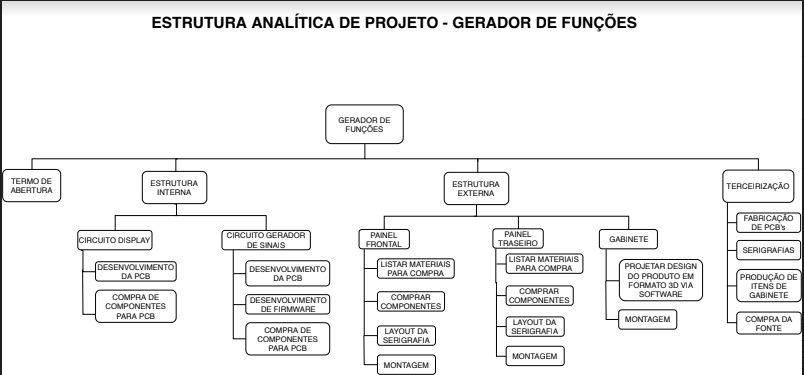 ESTRUTURA ANALÍTICA DE PROJETO - GERADOR DE FUNÇÕES
GERADOR DE
FUNÇÕES
TERMO DE
ABERTURA
ESTRUTURA
INTERNA
ESTRUTURA
EXTERNA
TERCEIRIZAÇÃO
CIRCUITO DISPLAY
DESENVOLVIMENTO
DA PCB
COMPRA DE
COMPONENTES
PARA PCB
CIRCUITO GERADOR
DE SINAIS
DESENVOLVIMENTO
DA PCB
DESENVOLVIMENTO
DE FIRMWARE
COMPRA DE
COMPONENTES
PARA PCB
PAINEL
FRONTAL
LISTAR MATERIAIS
PARA COMPRA
COMPRAR
COMPONENTES
LAYOUT DA
SERIGRAFIA
MONTAGEM
PAINEL
TRASEIRO
LISTAR MATERIAIS
PARA COMPRA
COMPRAR
COMPONENTES
LAYOUT DA
SERIGRAFIA
MONTAGEM
GABINETE
PROJETAR DESIGN
DO PRODUTO EM
FORMATO 3D VIA
SOFTWARE
MONTAGEM
FABRICAÇÃO
DE PCB's
SERIGRAFIAS
PRODUÇÃO DE
ITENS DE
GABINETE
COMPRA DA
FONTE